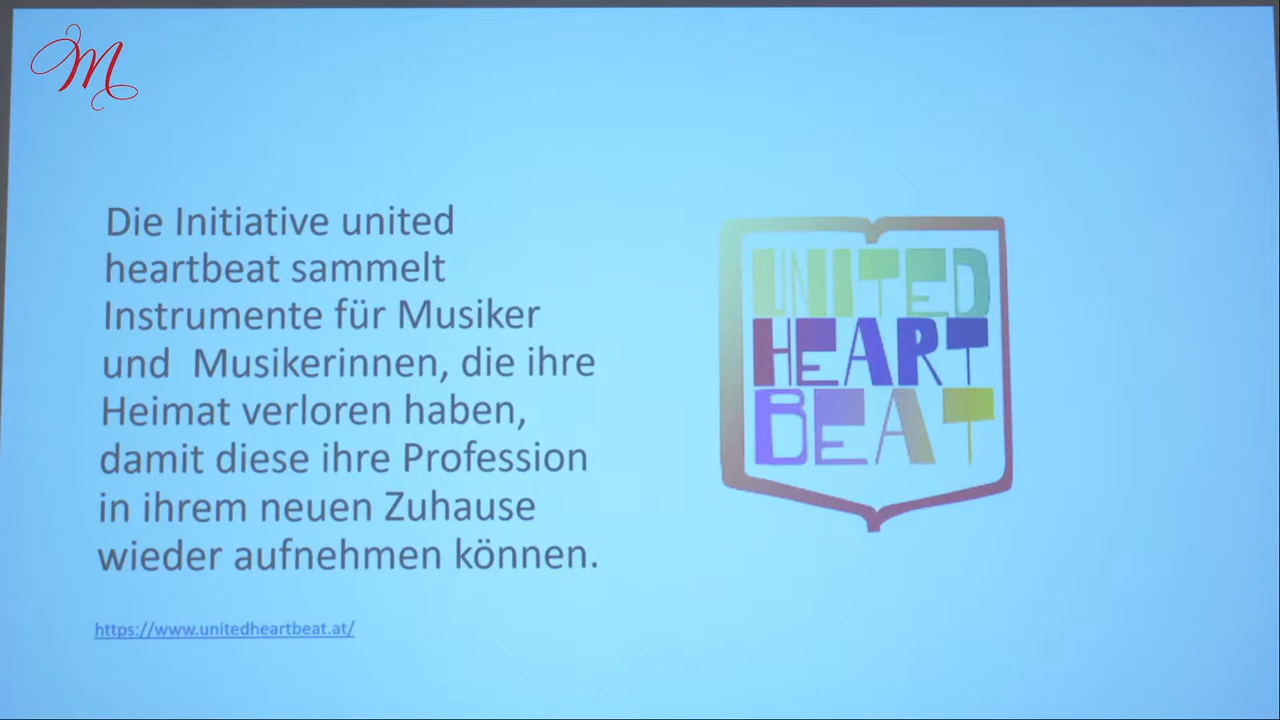 M
Die Initiative united
heartbeat sammelt
Instrumente für Musiker
und Musikerinnen, die ihre
Heimat verloren haben,
damit diese ihre Profession
in ihrem neuen Zuhause
wieder aufnehmen können.
https://www.unitedheartbeat.at/
UNITED
HEART
BEAT